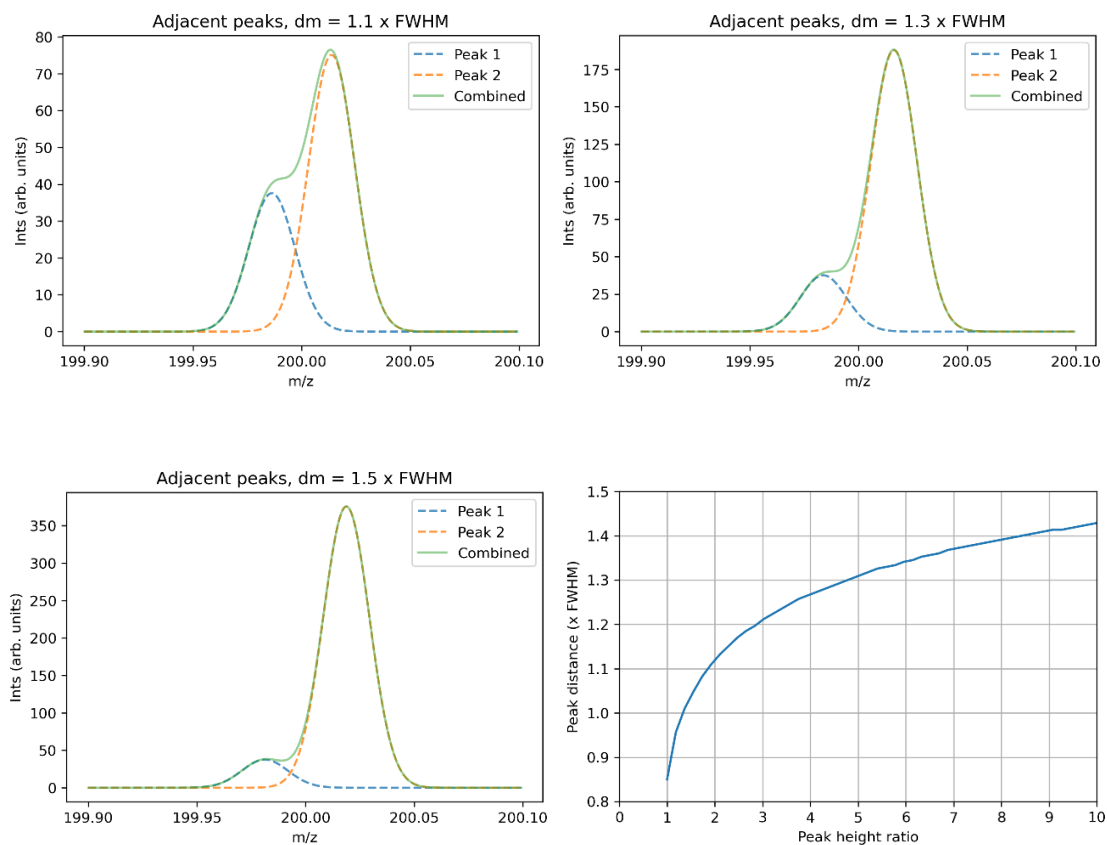 Adjacent peaks, dm = 1.1 x FWHM
80
70
60
50
40
30
20
10
0
Ints (arb. units)
Peak 1
Peak 2
Combined
199.90
199.95
200.00
200.05
200.10
m/z
Adjacent peaks, dm = 1.3 x FWHM
175
150
125
100
75
50
25
0
Ints (arb. units)
Peak 1
Peak 2
Combined
199.90
199.95
200.00
200.05
200.10
m/z
Adjacent peaks, dm = 1.5 x FWHM
350
300
250
200
150
100
50
0
Ints (arb. units)
Peak 1
Peak 2
Combined
199.90
199.95
200.00
200.05
200.10
m/z
1.5
1.4
1.3
1.2
1.1
1.0
0.9
0.8
Peak distance (x FWHM)
0 1 2 3 4 5 6 7 8 9 10
Peak height ratio